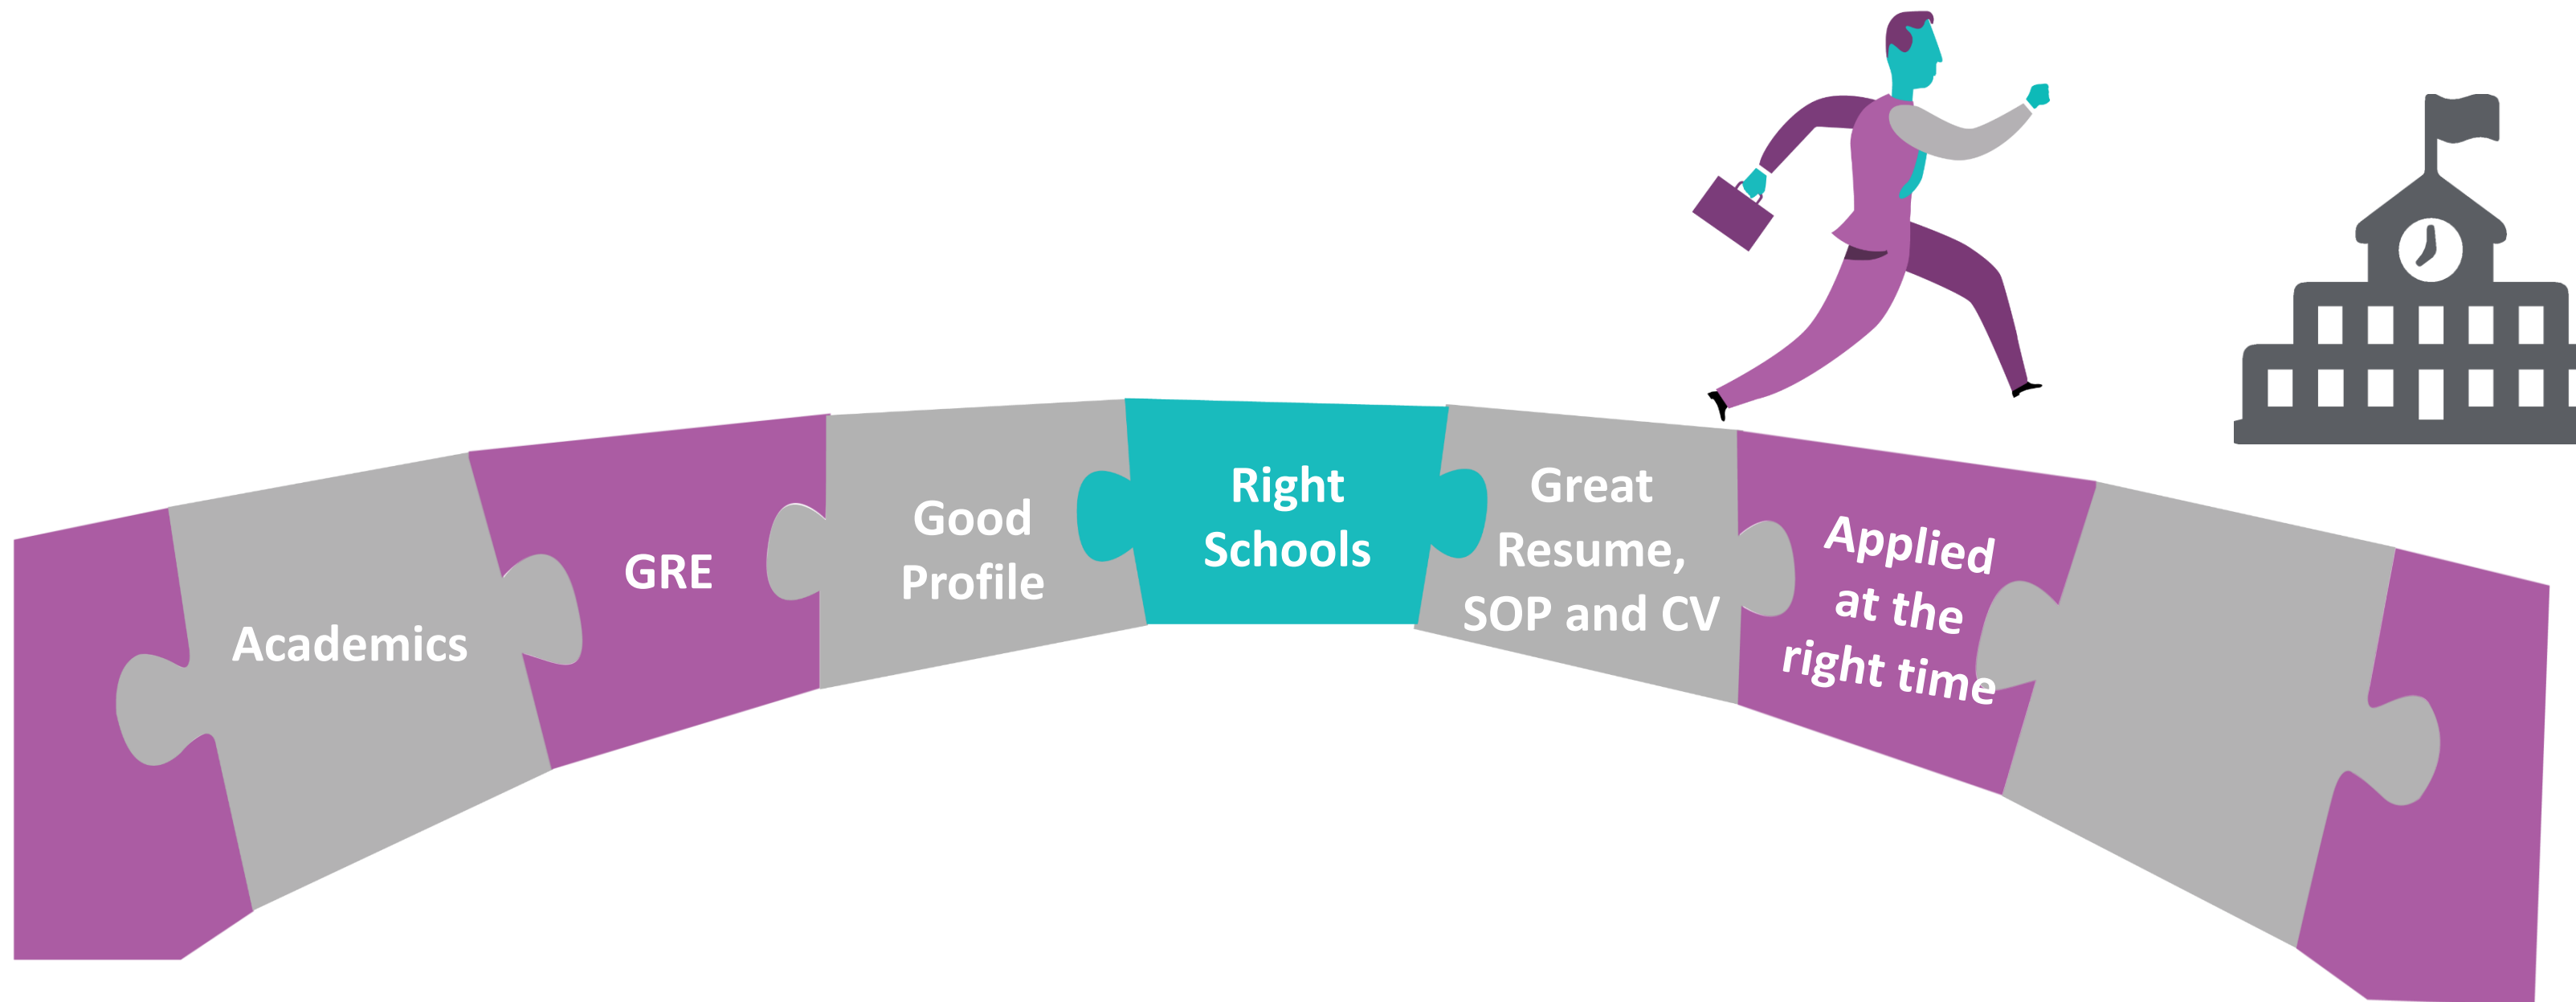 Academics
GRE
Good
Profile
Right
Schools
Great
Resume,
SOP and CV
Applied
at the
right time